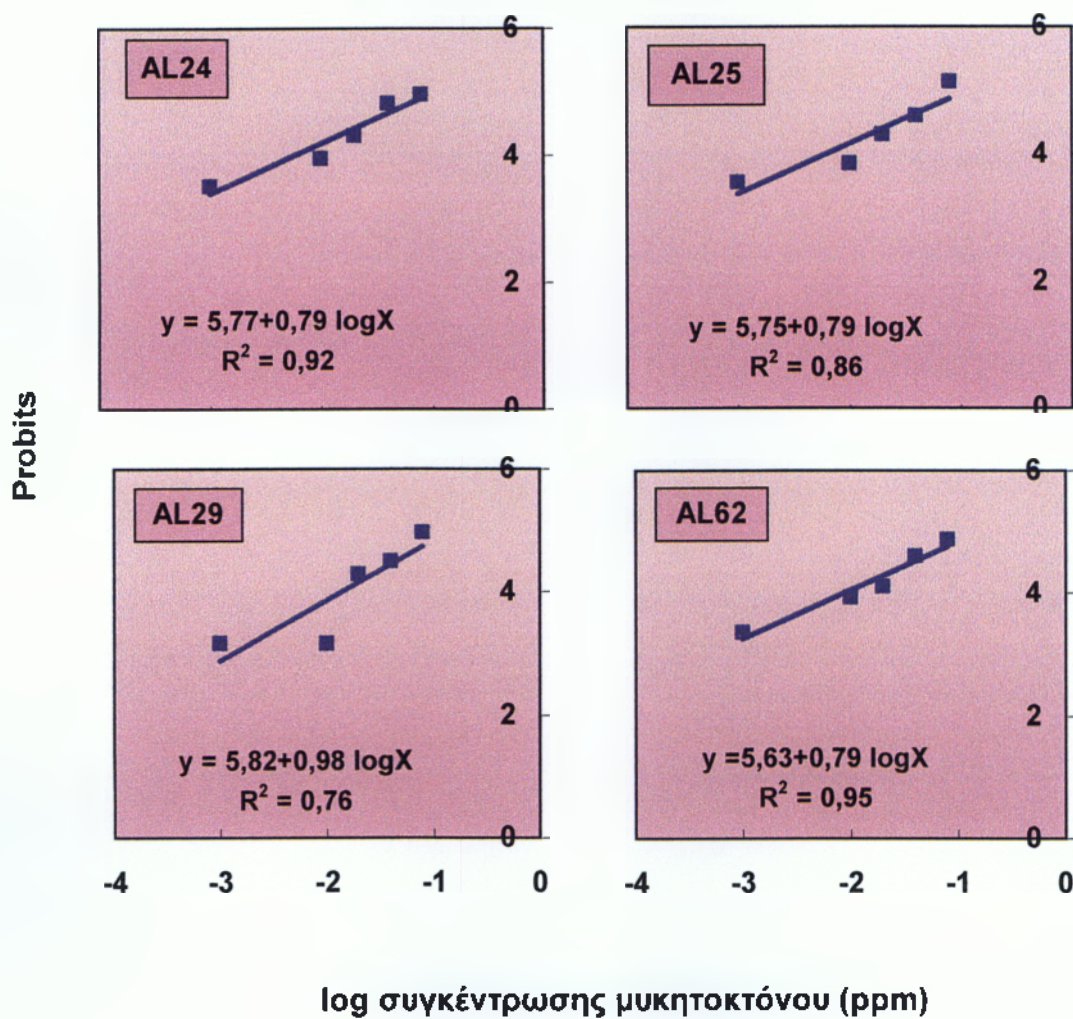 AL24
6
4
2
0
y = 5,77+0,79 logX
R² = 0,92
AL25
6
4
2
0
y = 5,75+0,79 logX
R² = 0,86
Probits
AL29
6
4
2
0
y = 5,82+0,98 logX
R² = 0,76
-4 -3 -2 -1 0
AL62
6
4
2
0
y =5,63+0,79 logX
R² = 0,95
-4 -3 -2 -1 0
log συγκέντρωσης μυκητοκτόνου (ppm)